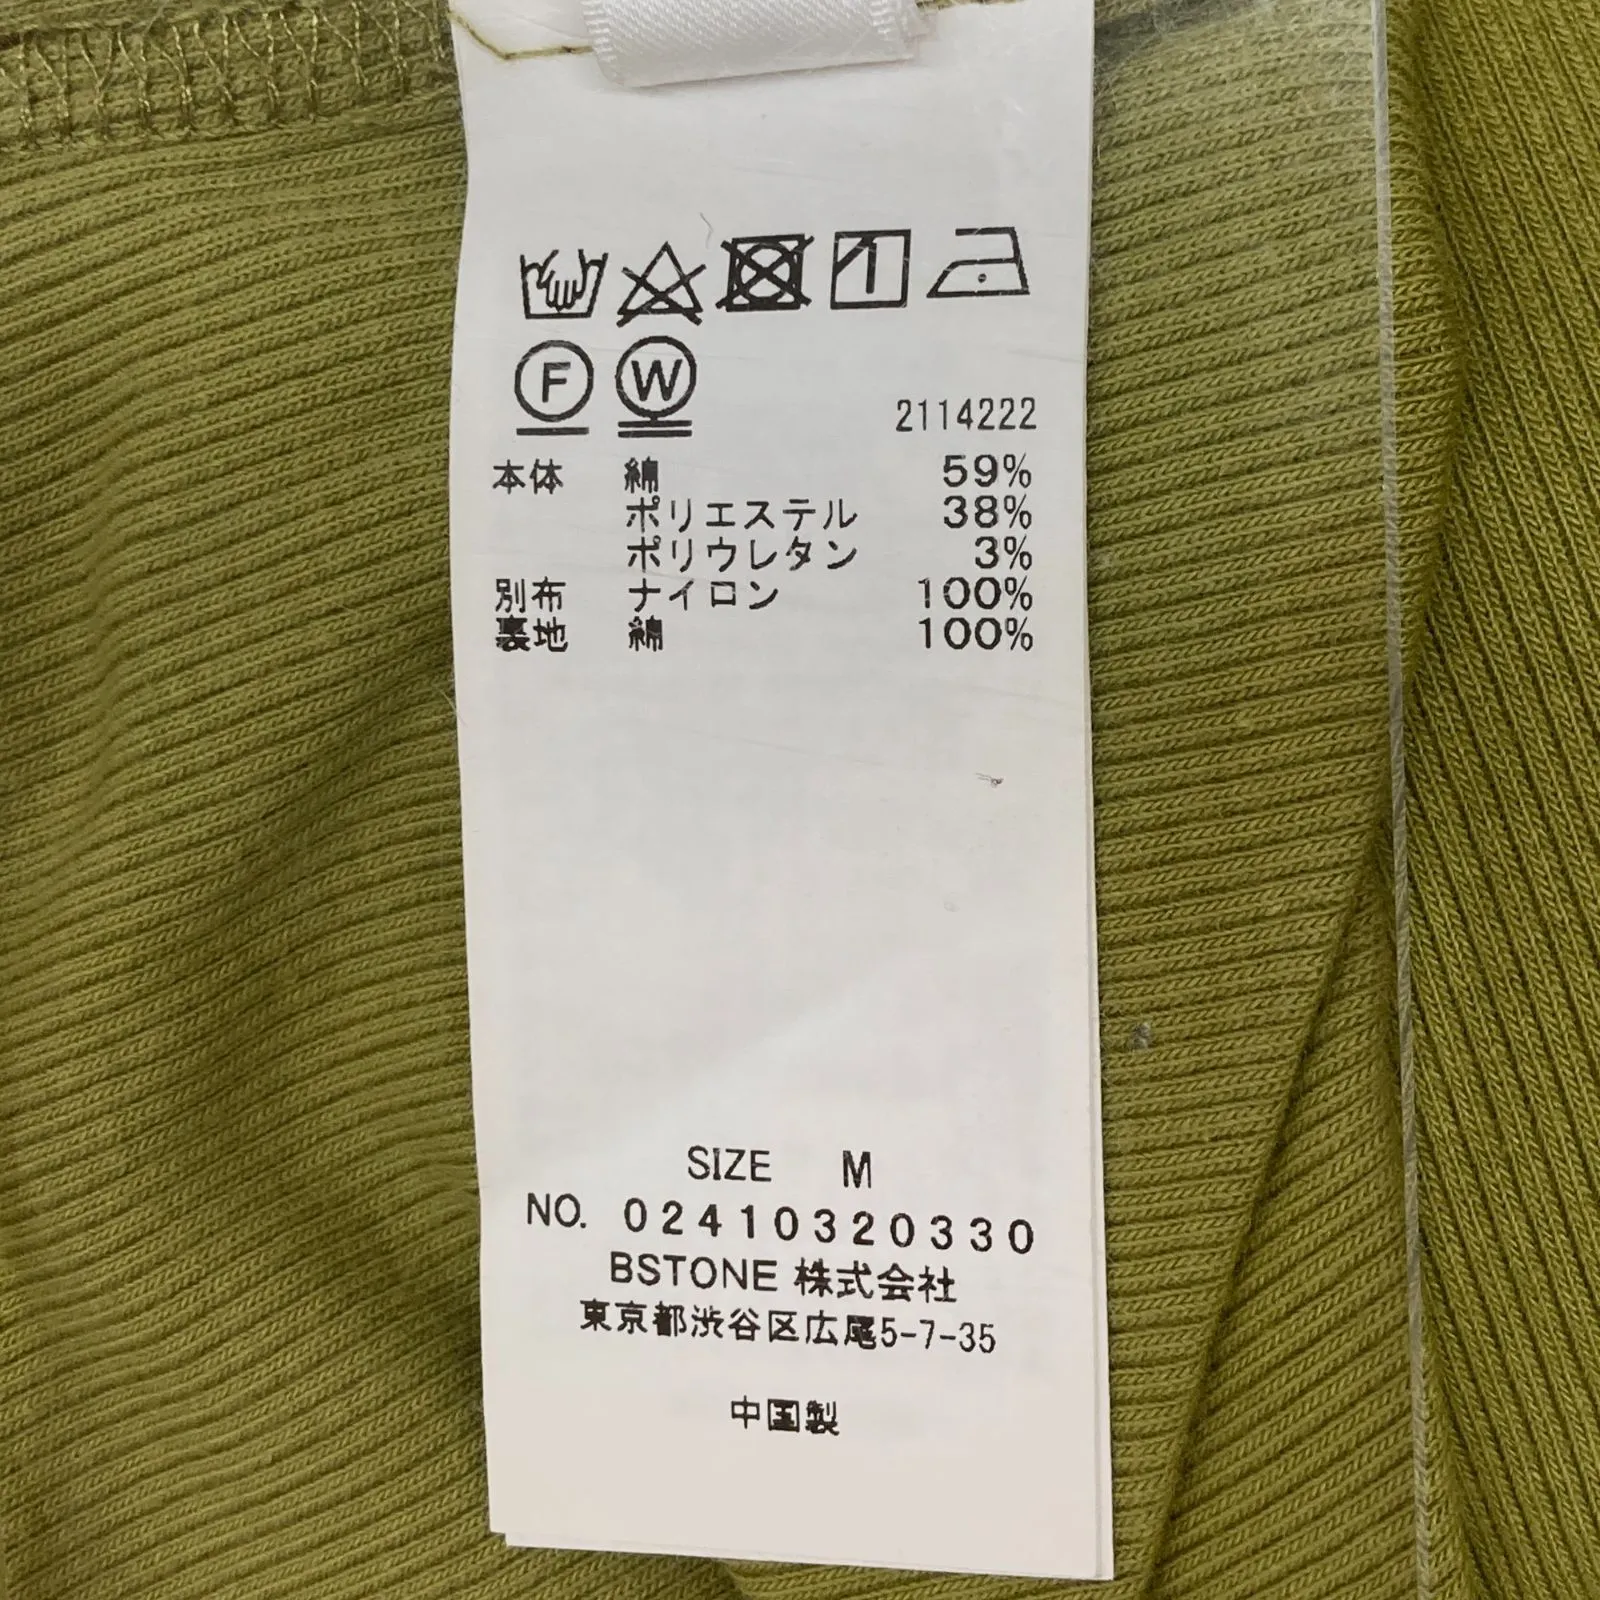 F W
2114222
本体 綿 59%
ポリエステル 38%
ポリウレタン 3%
別布 ナイロン 100%
裏地 綿 100%
SIZE M
NO. 02410320330
BSTONE 株式会社
東京都渋谷区広尾5-7-35
中国製